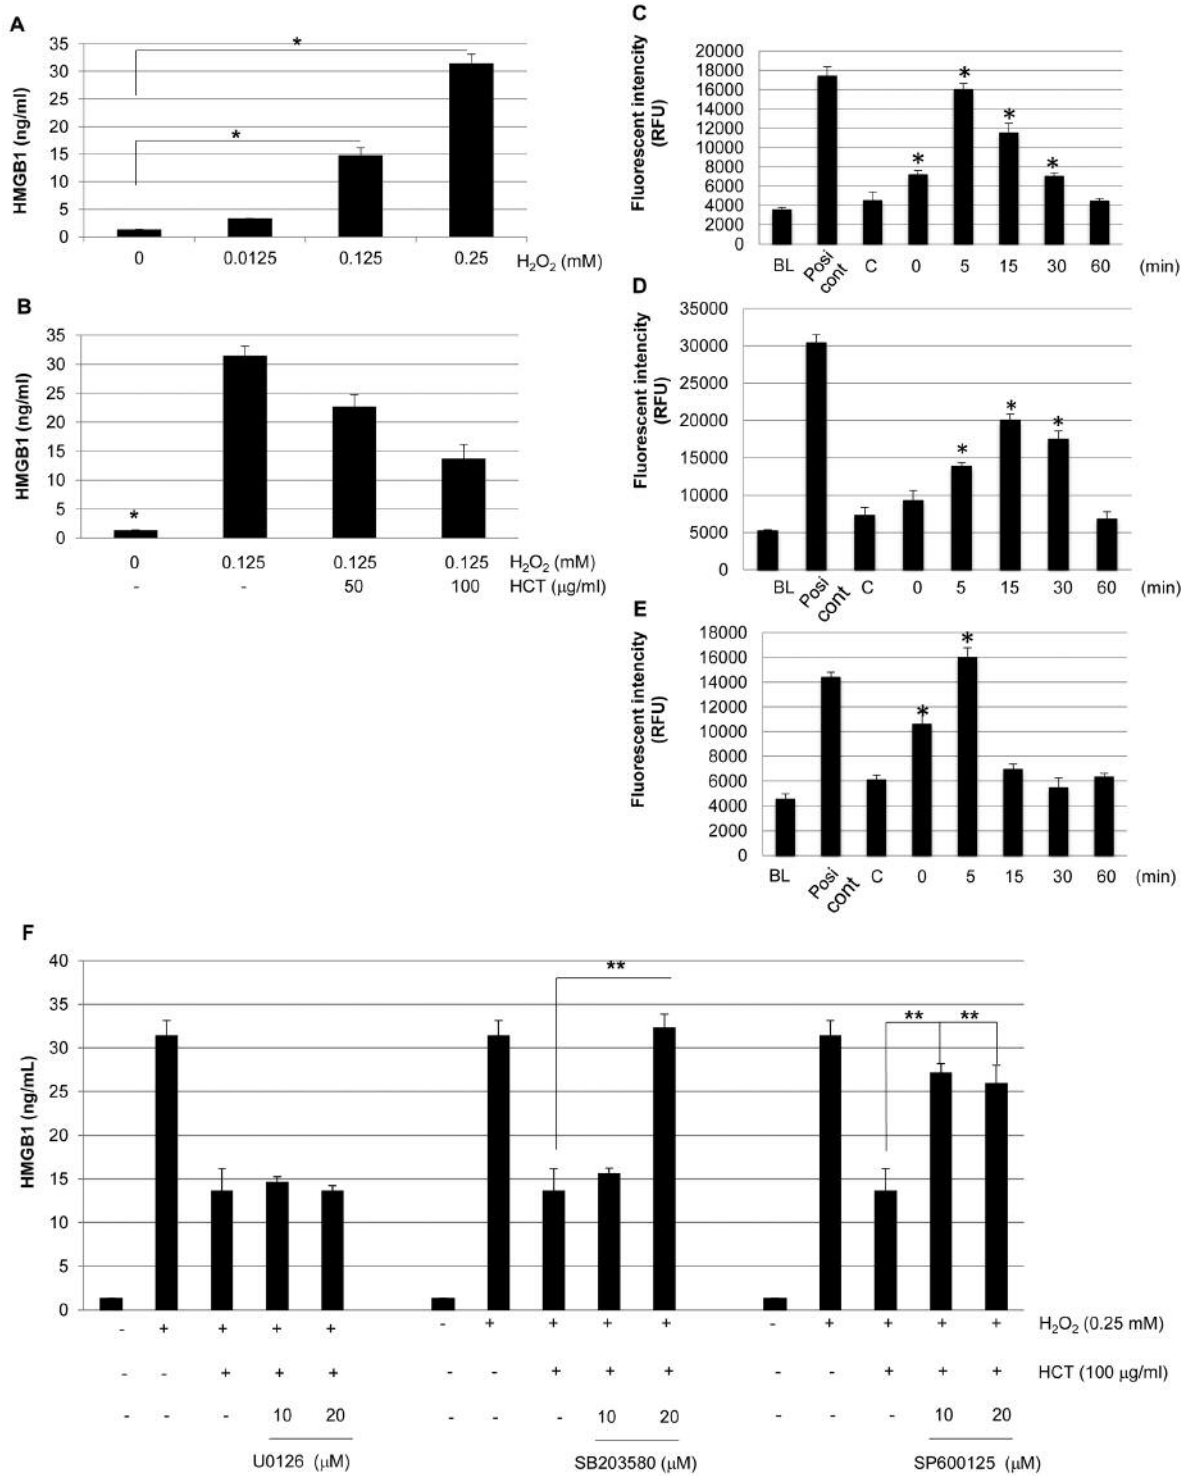 A
HMGB1 (ng/ml)
35
30
25
20
15
10
5
0
*
*
0 0.0125 0.125 0.25 H₂O₂ (mM)
B
HMGB1 (ng/ml)
35
30
25
20
15
10
5
0
*
0 0.125 0.125 0.125 H₂O₂ (mM)
- - 50 100 HCT (μg/ml)
C
Fluorescent intencity
(RFU)
20000
18000
16000
14000
12000
10000
8000
6000
4000
2000
0
* * * *
BL Posi cont C 0 5 15 30 60 (min)
D
Fluorescent intencity
(RFU)
35000
30000
25000
20000
15000
10000
5000
0
* * *
BL Posi cont C 0 5 15 30 60 (min)
E
Fluorescent intencity
(RFU)
18000
16000
14000
12000
10000
8000
6000
4000
2000
0
* *
BL Posi cont C 0 5 15 30 60 (min)
F
HMGB1 (ng/mL)
40
35
30
25
20
15
10
5
0
**
** **
- + + + + - + + + + - + + + + H₂O₂ (0.25 mM)
- - + + + - - + + + - - + + + HCT (100 μg/ml)
- - - 10 20 - - - 10 20 - - - 10 20
U0126 (μM) SB203580 (μM) SP600125 (μM)